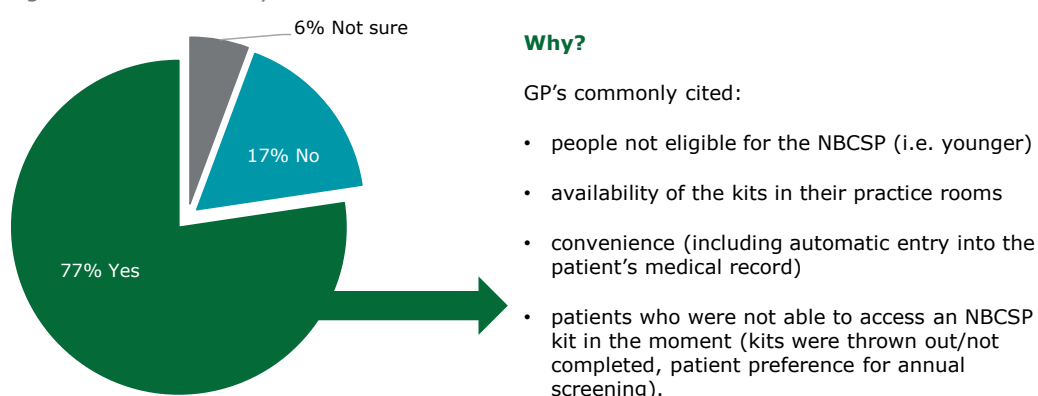 6% Not sure
17% No
77% Yes
Why?
GP's commonly cited:
• people not eligible for the NBCSP (i.e. younger)
• availability of the kits in their practice rooms
• convenience (including automatic entry into the
patient's medical record)
• patients who were not able to access an NBCSP
kit in the moment (kits were thrown out/not
completed, patient preference for annual
screening).